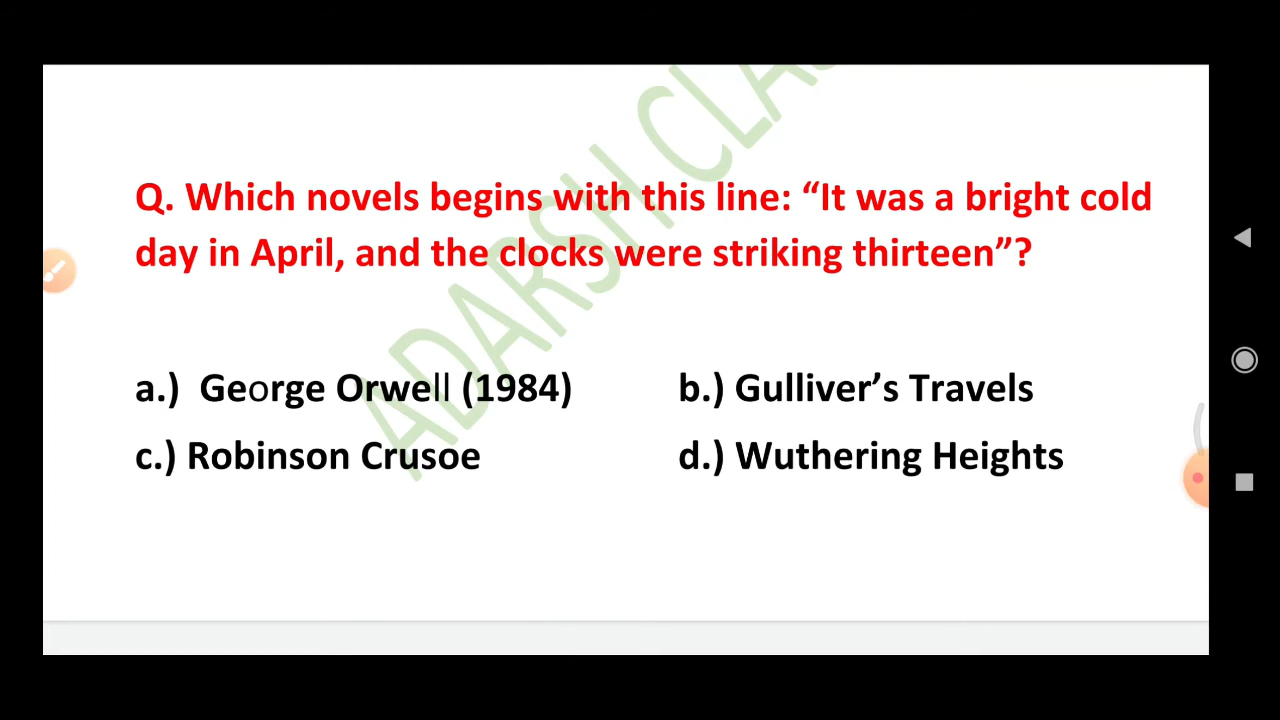 Q. Which novels begins with this line: “It was a bright cold
day in April, and the clocks were striking thirteen”?
a.) George Orwell (1984) b.) Gulliver’s Travels
c.) Robinson Crusoe d.) Wuthering Heights
ADARSH CLA